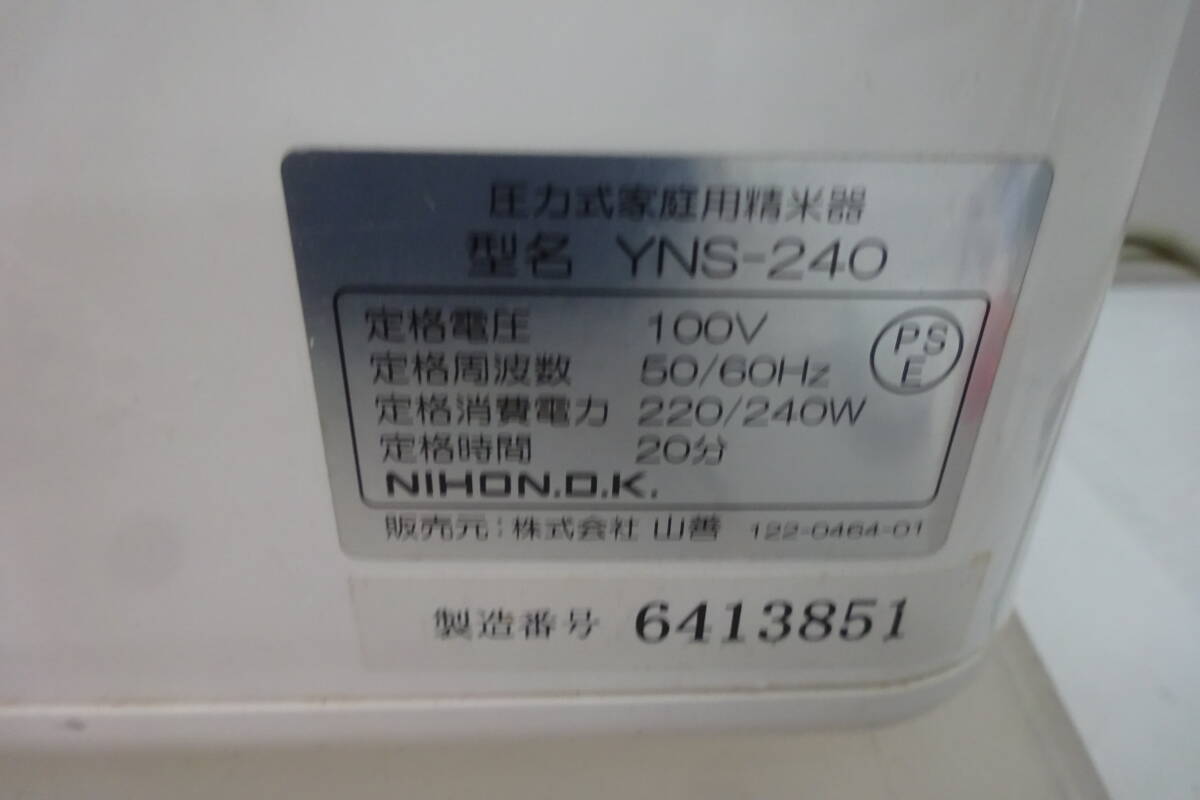 圧力式家庭用精米器
型名 YNS-240
定格電圧 100V
定格周波数 50/60Hz
定格消費電力 220/240W
定格時間 20分
PS
E
NIHON.D.K.
販売元:株式会社 山善 122-0464-01
製造番号 6413851